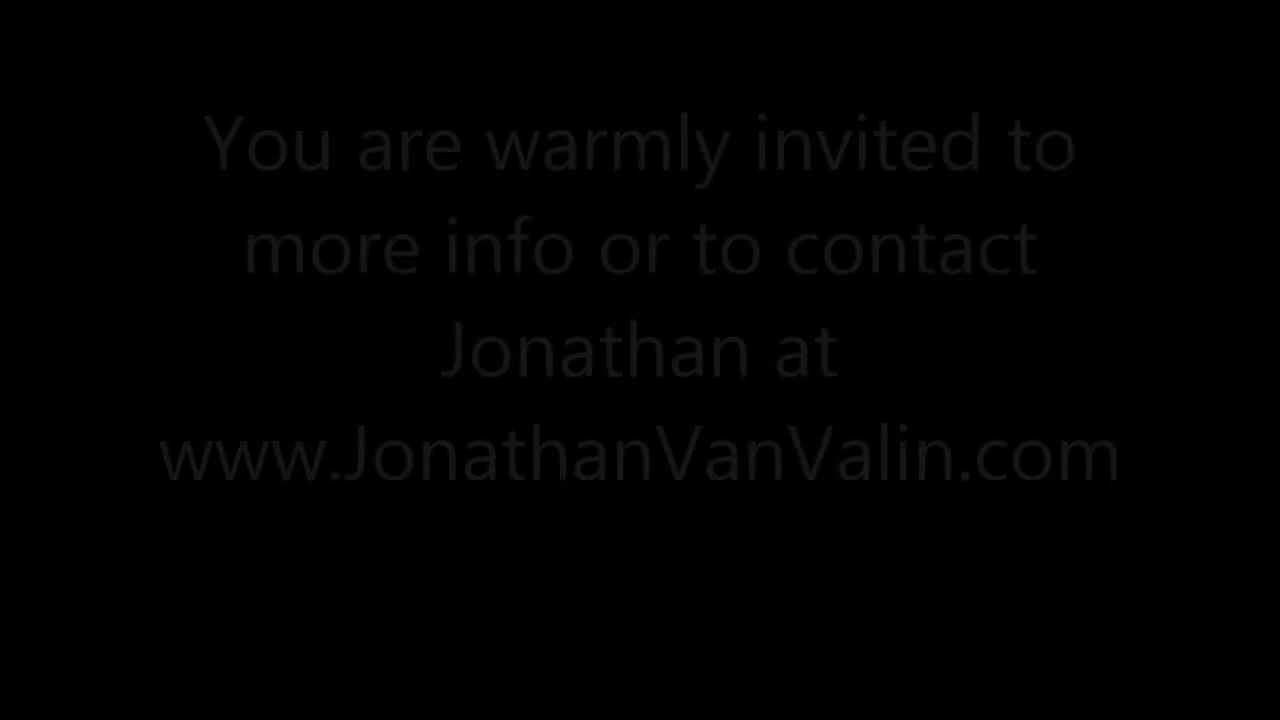 You are warmly invited to
more info or to contact
Jonathan at
www.JonathanVanValin.com